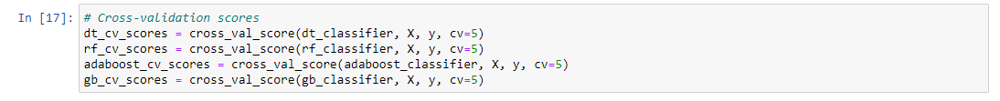 In [17]: # Cross-validation scores
dt_cv_scores = cross_val_score(dt_classifier, X, y, cv=5)
rf_cv_scores = cross_val_score(rf_classifier, X, y, cv=5)
adaboost_cv_scores = cross_val_score(adaboost_classifier, X, y, cv=5)
gb_cv_scores = cross_val_score(gb_classifier, X, y, cv=5)